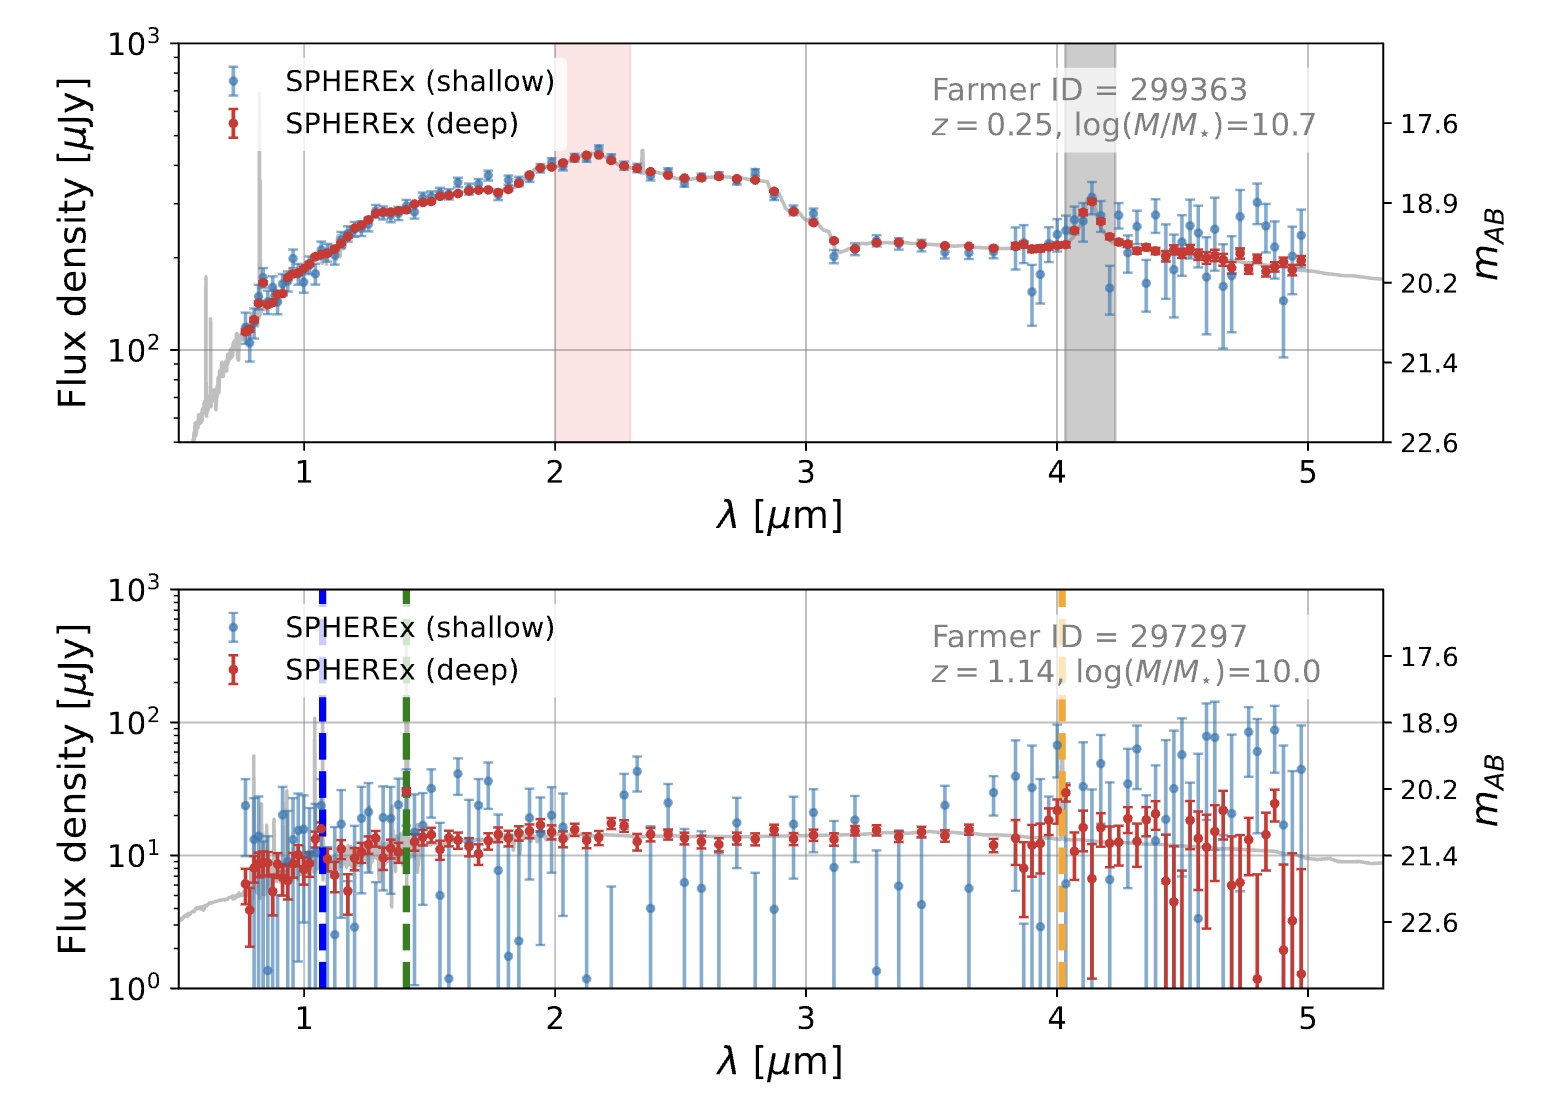 10³
10²
Flux density [μJy]
SPHEREx (shallow)
SPHEREx (deep)
Farmer ID = 299363
z = 0.25, log(M/M⋆)=10.7
17.6
18.9
20.2
21.4
22.6
m_AB
1 2 3 4 5
λ [μm]
10³
10²
10¹
10⁰
Flux density [μJy]
SPHEREx (shallow)
SPHEREx (deep)
Farmer ID = 297297
z = 1.14, log(M/M⋆)=10.0
17.6
18.9
20.2
21.4
22.6
m_AB
1 2 3 4 5
λ [μm]